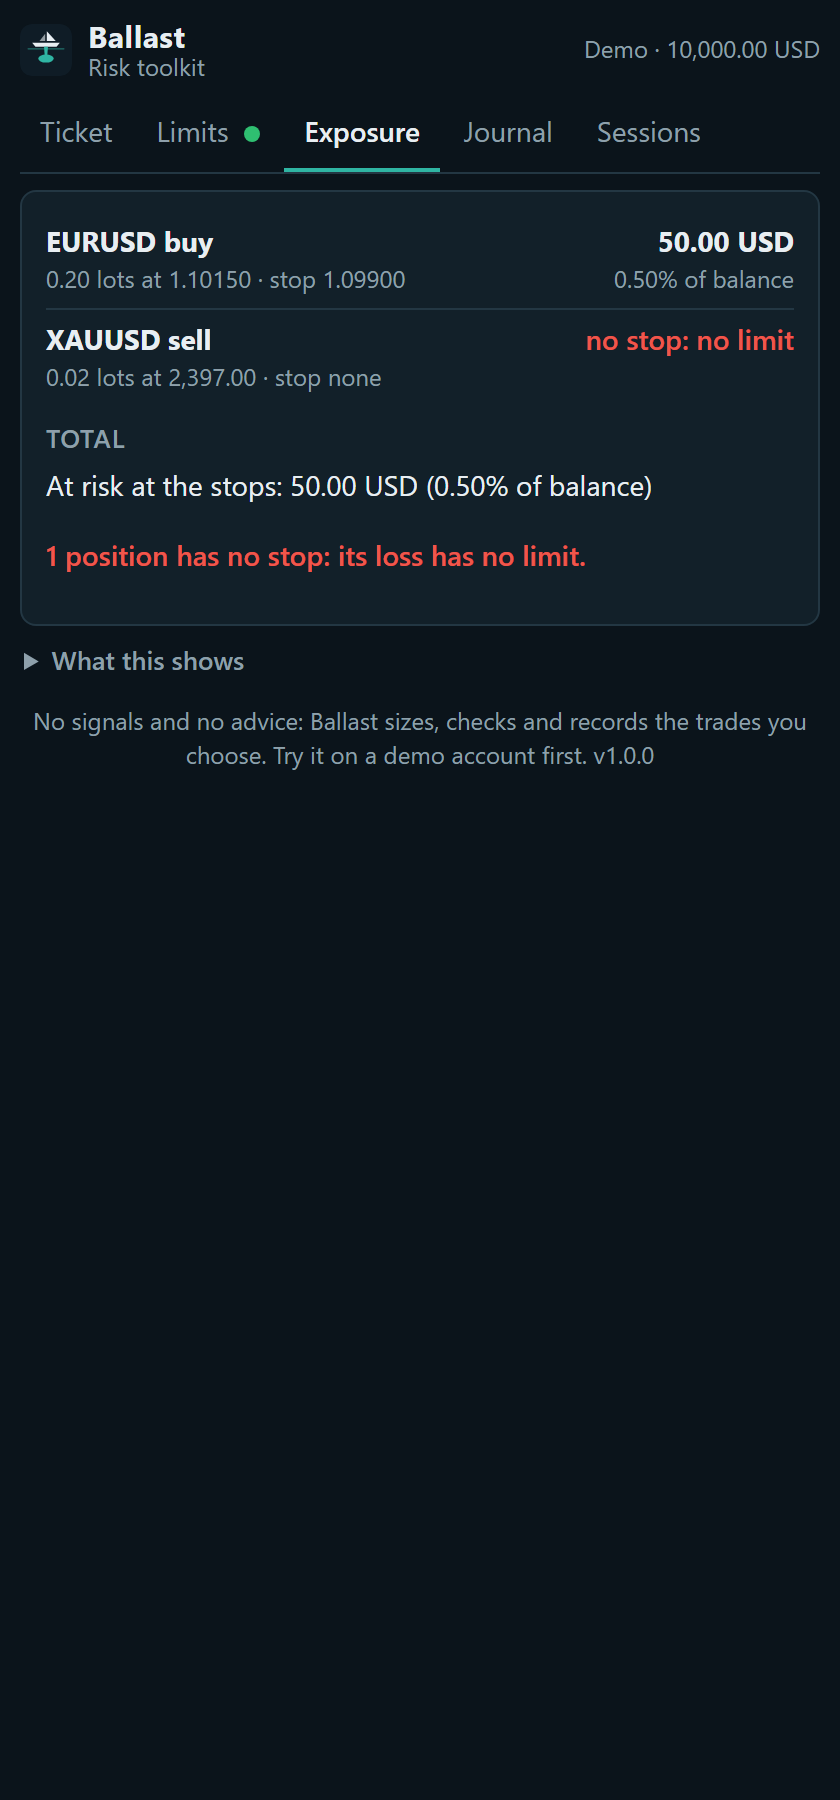 Ballast
Risk toolkit
Demo · 10,000.00 USD
Ticket
Limits
Exposure
Journal
Sessions
EURUSD buy
50.00 USD
0.20 lots at 1.10150 · stop 1.09900
0.50% of balance
XAUUSD sell
no stop: no limit
0.02 lots at 2,397.00 · stop none
TOTAL
At risk at the stops: 50.00 USD (0.50% of balance)
1 position has no stop: its loss has no limit.
What this shows
No signals and no advice: Ballast sizes, checks and records the trades you
choose. Try it on a demo account first. v1.0.0